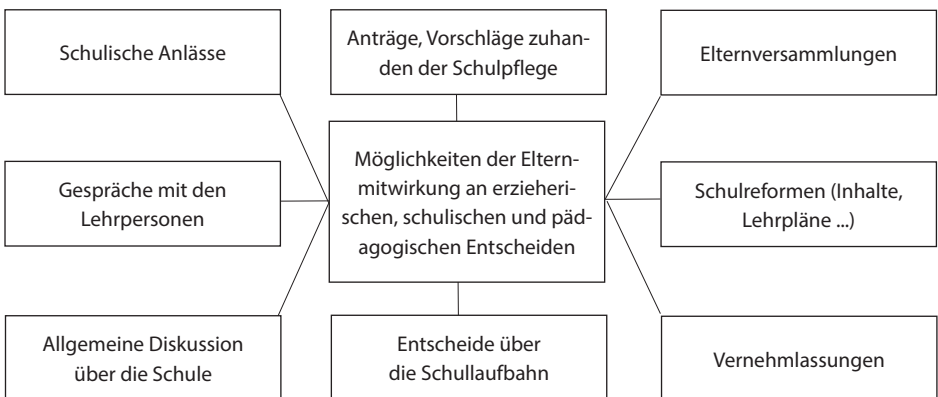 Schulische Anlässe
Anträge, Vorschläge zuhan-
den der Schulpflege
Elternversammlungen
Gespräche mit den
Lehrpersonen
Möglichkeiten der Eltern-
mitwirkung an erzieheri-
schen, schulischen und päd-
agogischen Entscheiden
Schulreformen (Inhalte,
Lehrpläne ...)
Allgemeine Diskussion
über die Schule
Entscheide über
die Schullaufbahn
Vernehmlassungen